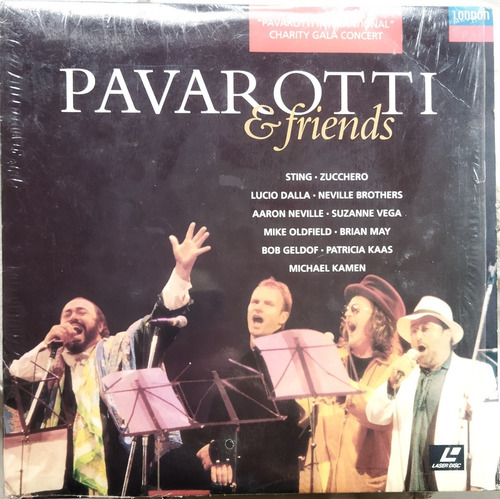 "PAVAROTTI INTERNATIONAL"
CHARITY GALA CONCERT
LONDON
PAVAROTTI
& friends
STING · ZUCCHERO
LUCIO DALLA · NEVILLE BROTHERS
AARON NEVILLE · SUZANNE VEGA
MIKE OLDFIELD · BRIAN MAY
BOB GELDOF · PATRICIA KAAS
MICHAEL KAMEN
LASER DISC